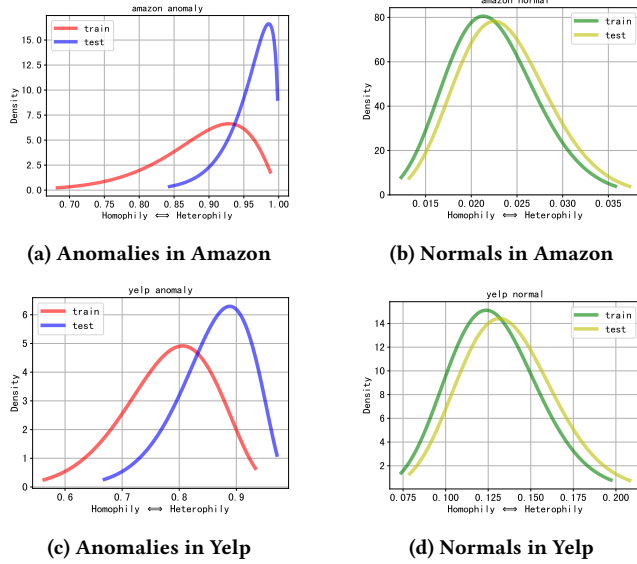 amazon anomaly
train
test
Density
15.0
12.5
10.0
7.5
5.0
2.5
0.0
0.70 0.75 0.80 0.85 0.90 0.95 1.00
Homophily ⟺ Heterophily
(a) Anomalies in Amazon
amazon normal
train
test
Density
80
60
40
20
0
0.015 0.020 0.025 0.030 0.035
Homophily ⟺ Heterophily
(b) Normals in Amazon
yelp anomaly
train
test
Density
6
5
4
3
2
1
0
0.6 0.7 0.8 0.9
Homophily ⟺ Heterophily
(c) Anomalies in Yelp
yelp normal
train
test
Density
14
12
10
8
6
4
2
0.075 0.100 0.125 0.150 0.175 0.200
Homophily ⟺ Heterophily
(d) Normals in Yelp